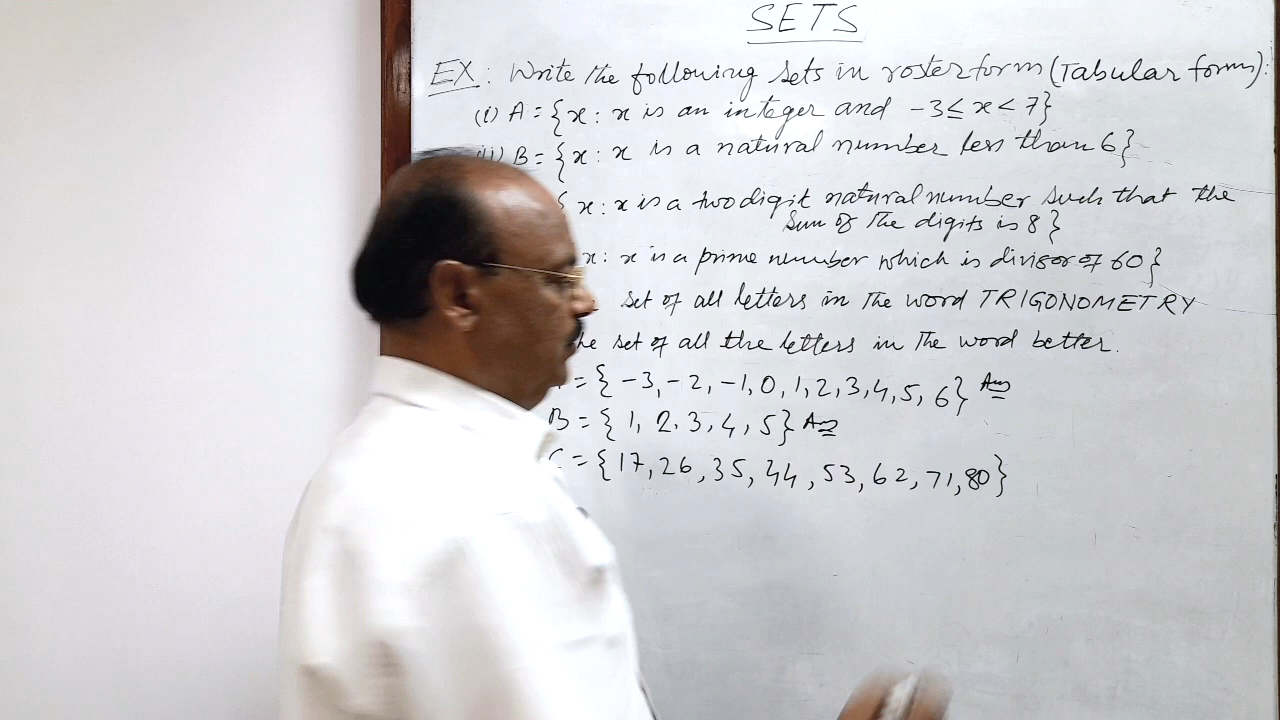 SETS
EX: Write the following sets in roster form (Tabular form):
(i) A = {x : x is an integer and -3 ≤ x < 7}
B = {x : x is a natural number less than 6}
{ x : x is a two digit natural number such that the
sum of the digits is 8 }
x : x is a prime number which is divisor of 60 }
set of all letters in the word TRIGONOMETRY
set of all the letters in the word better.
= { -3, -2, -1, 0, 1, 2, 3, 4, 5, 6} Ans
B = { 1, 2, 3, 4, 5} Ans
C = {17, 26, 35, 44, 53, 62, 71, 80}